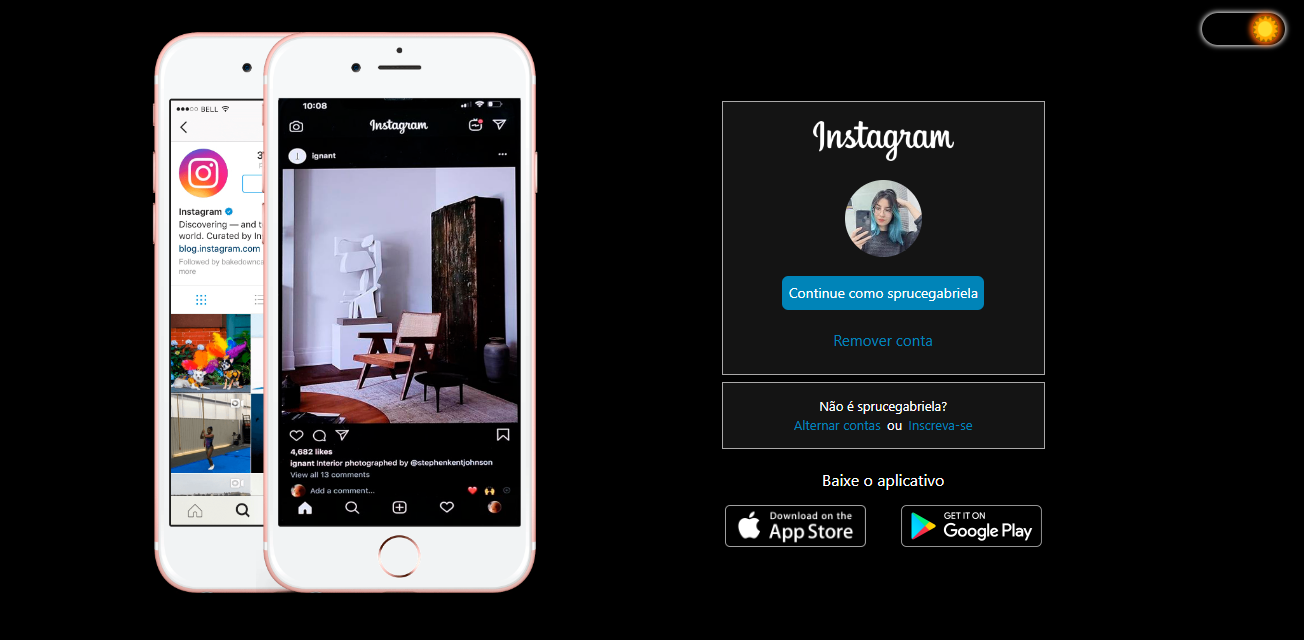 BELL
Instagram
Discovering — and t
world. Curated by In
blog.instagram.com
Followed by bakedownca
more
10:08
Instagram
ignant
4,682 likes
ignant Interior photographed by @stephenkentjohnson
View all 13 comments
Add a comment...
Instagram
Continue como sprucegabriela
Remover conta
Não é sprucegabriela?
Alternar contas ou Inscreva-se
Baixe o aplicativo
Download on the
App Store
GET IT ON
Google Play